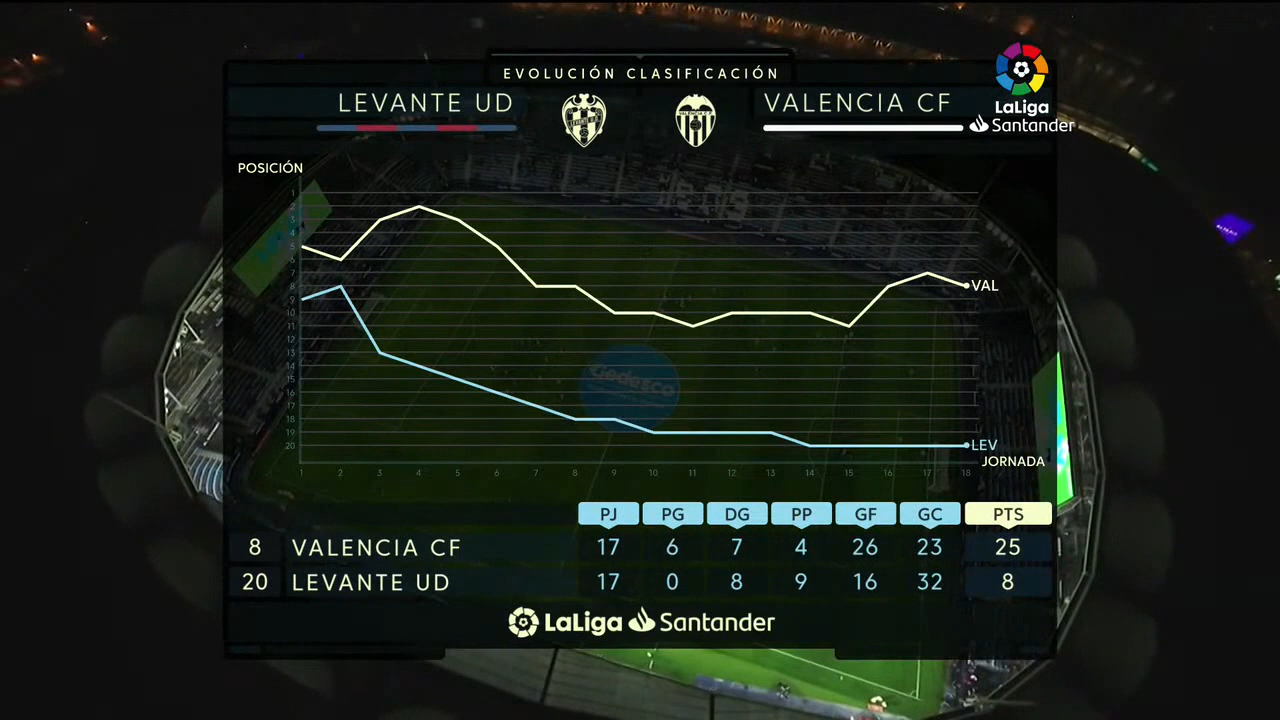 EVOLUCIÓN CLASIFICACIÓN
LEVANTE UD
VALENCIA CF
LaLiga
Santander
POSICIÓN
1
2
3
4
5
6
7
8
9
10
11
12
13
14
15
16
17
18
19
20
VAL
LEV
JORNADA
1 2 3 4 5 6 7 8 9 10 11 12 13 14 15 16 17 18
Gedesco
PJ PG DG PP GF GC PTS
8 VALENCIA CF 17 6 7 4 26 23 25
20 LEVANTE UD 17 0 8 9 16 32 8
LaLiga Santander